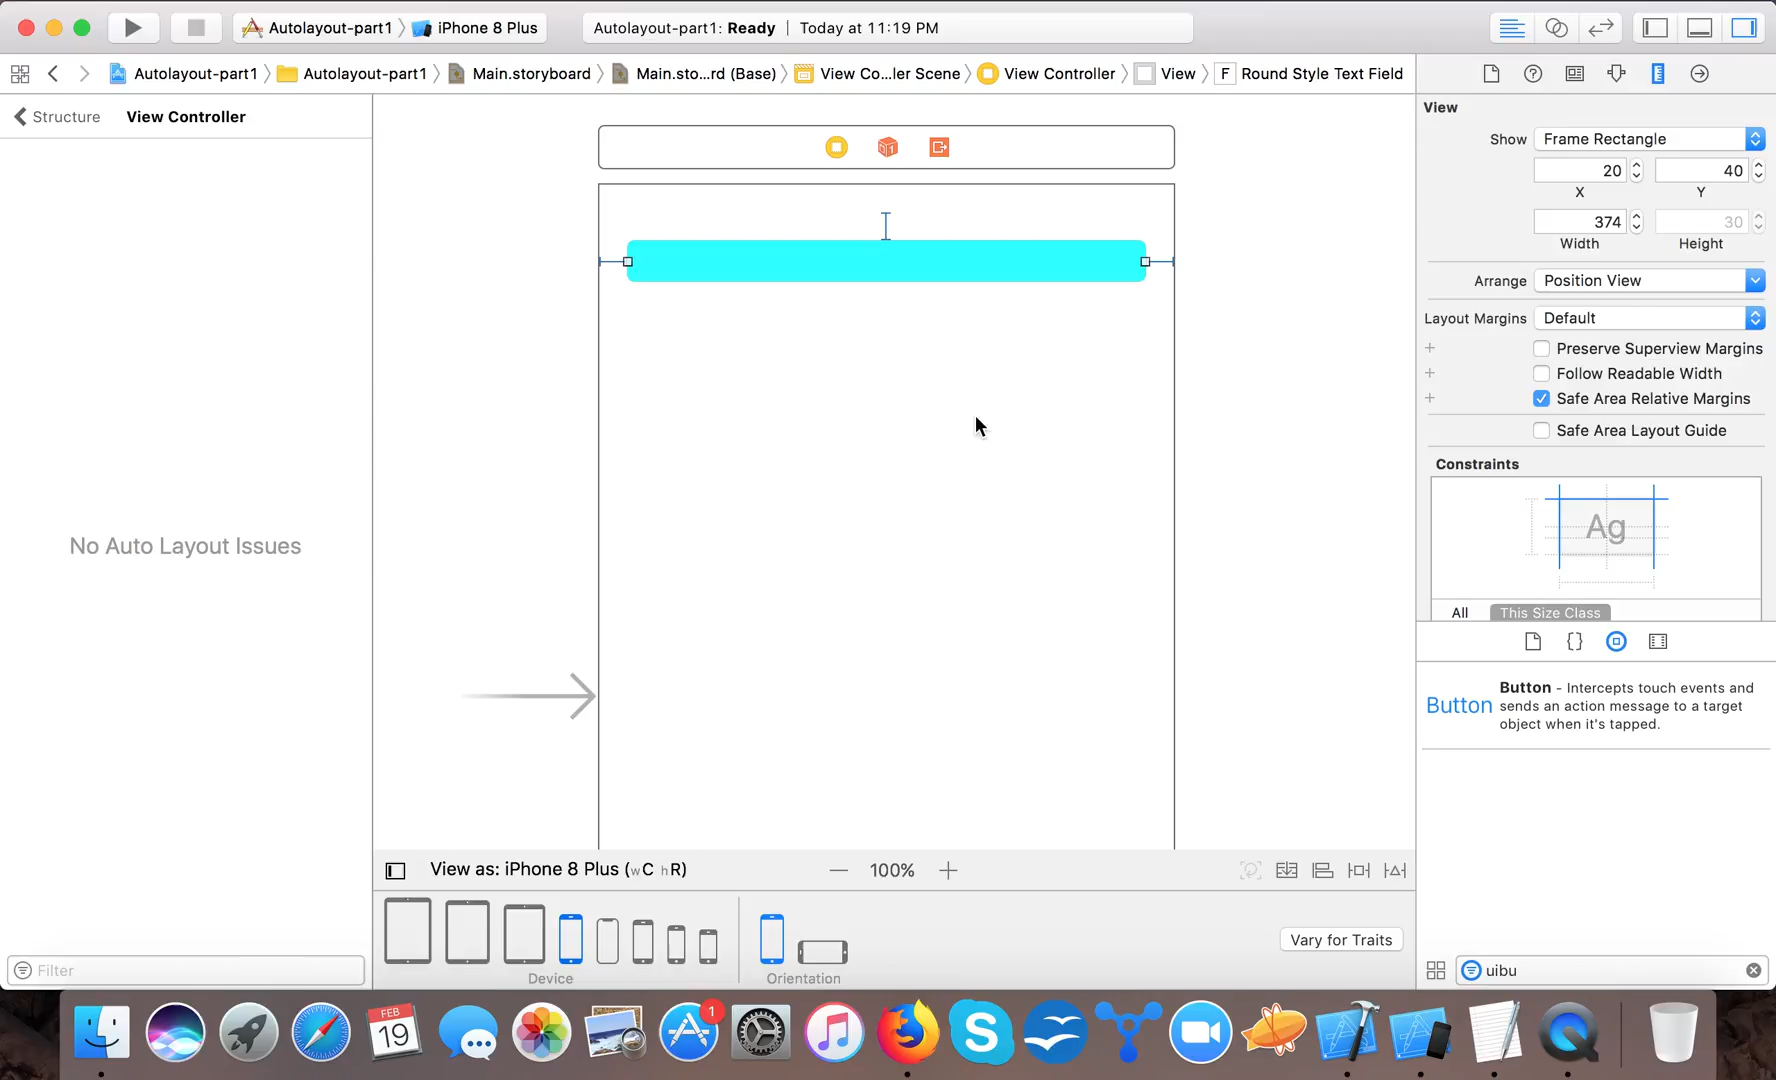 Autolayout-part1 iPhone 8 Plus
Autolayout-part1: Ready Today at 11:19 PM
Autolayout-part1 Autolayout-part1 Main.storyboard Main.sto...rd (Base) View Co...ler Scene View Controller View F Round Style Text Field
Structure View Controller
No Auto Layout Issues
Filter
View
Show Frame Rectangle
20 40
X Y
374 30
Width Height
Arrange Position View
Layout Margins Default
+ Preserve Superview Margins
+ Follow Readable Width
+ Safe Area Relative Margins
Safe Area Layout Guide
Constraints
Ag
All This Size Class
{}
Button Button - Intercepts touch events and
sends an action message to a target
object when it's tapped.
View as: iPhone 8 Plus (wC hR) 100%
Device Orientation
Vary for Traits
uibu
FEB
19
1
S